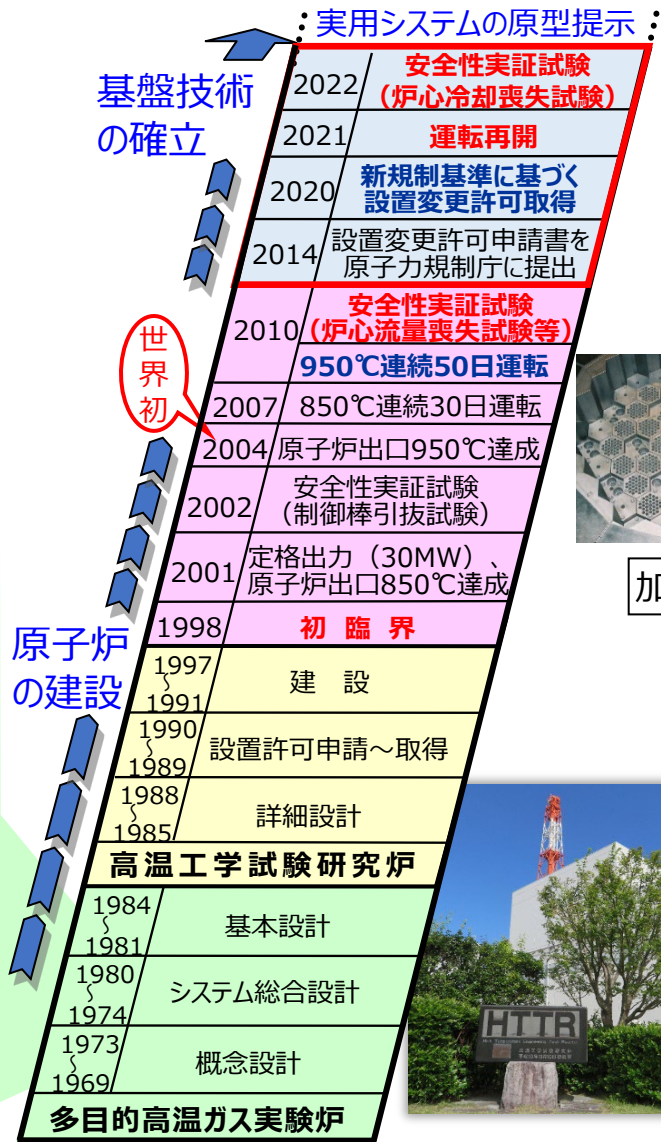 実用システムの原型提示
基盤技術
の確立
2022 安全性実証試験
（炉心冷却喪失試験）
2021 運転再開
2020 新規制基準に基づく
設置変更許可取得
2014 設置変更許可申請書を
原子力規制庁に提出
2010 安全性実証試験
（炉心流量喪失試験等）
950℃連続50日運転
世界初
2007 850℃連続30日運転
2004 原子炉出口950℃達成
2002 安全性実証試験
（制御棒引抜試験）
2001 定格出力（30MW）、
原子炉出口850℃達成
1998 初臨界
原子炉
の建設
1997～1991 建　設
1990～1989 設置許可申請～取得
1988～1985 詳細設計
高温工学試験研究炉
1984～1981 基本設計
1980～1974 システム総合設計
1973～1969 概念設計
多目的高温ガス実験炉
加
HTTR